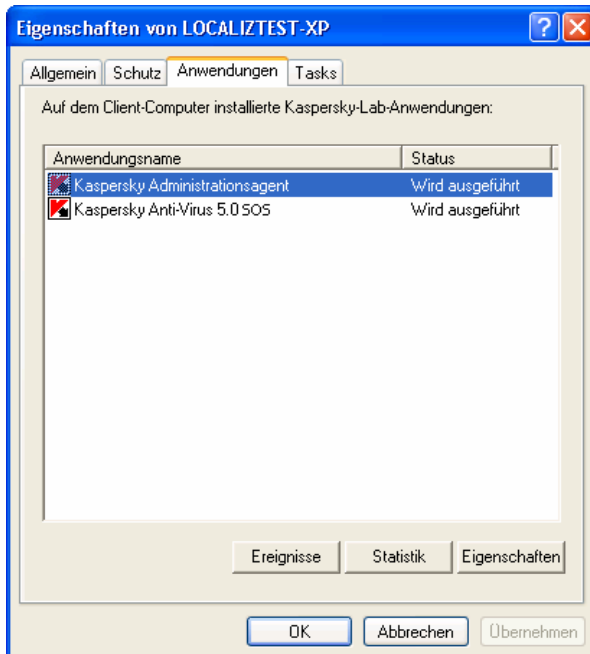 Eigenschaften von LOCALIZTEST-XP
Allgemein Schutz Anwendungen Tasks
Auf dem Client-Computer installierte Kaspersky-Lab-Anwendungen:
Anwendungsname Status
Kaspersky Administrationsagent Wird ausgeführt
Kaspersky Anti-Virus 5.0 SOS Wird ausgeführt
Ereignisse Statistik Eigenschaften
OK Abbrechen Übernehmen